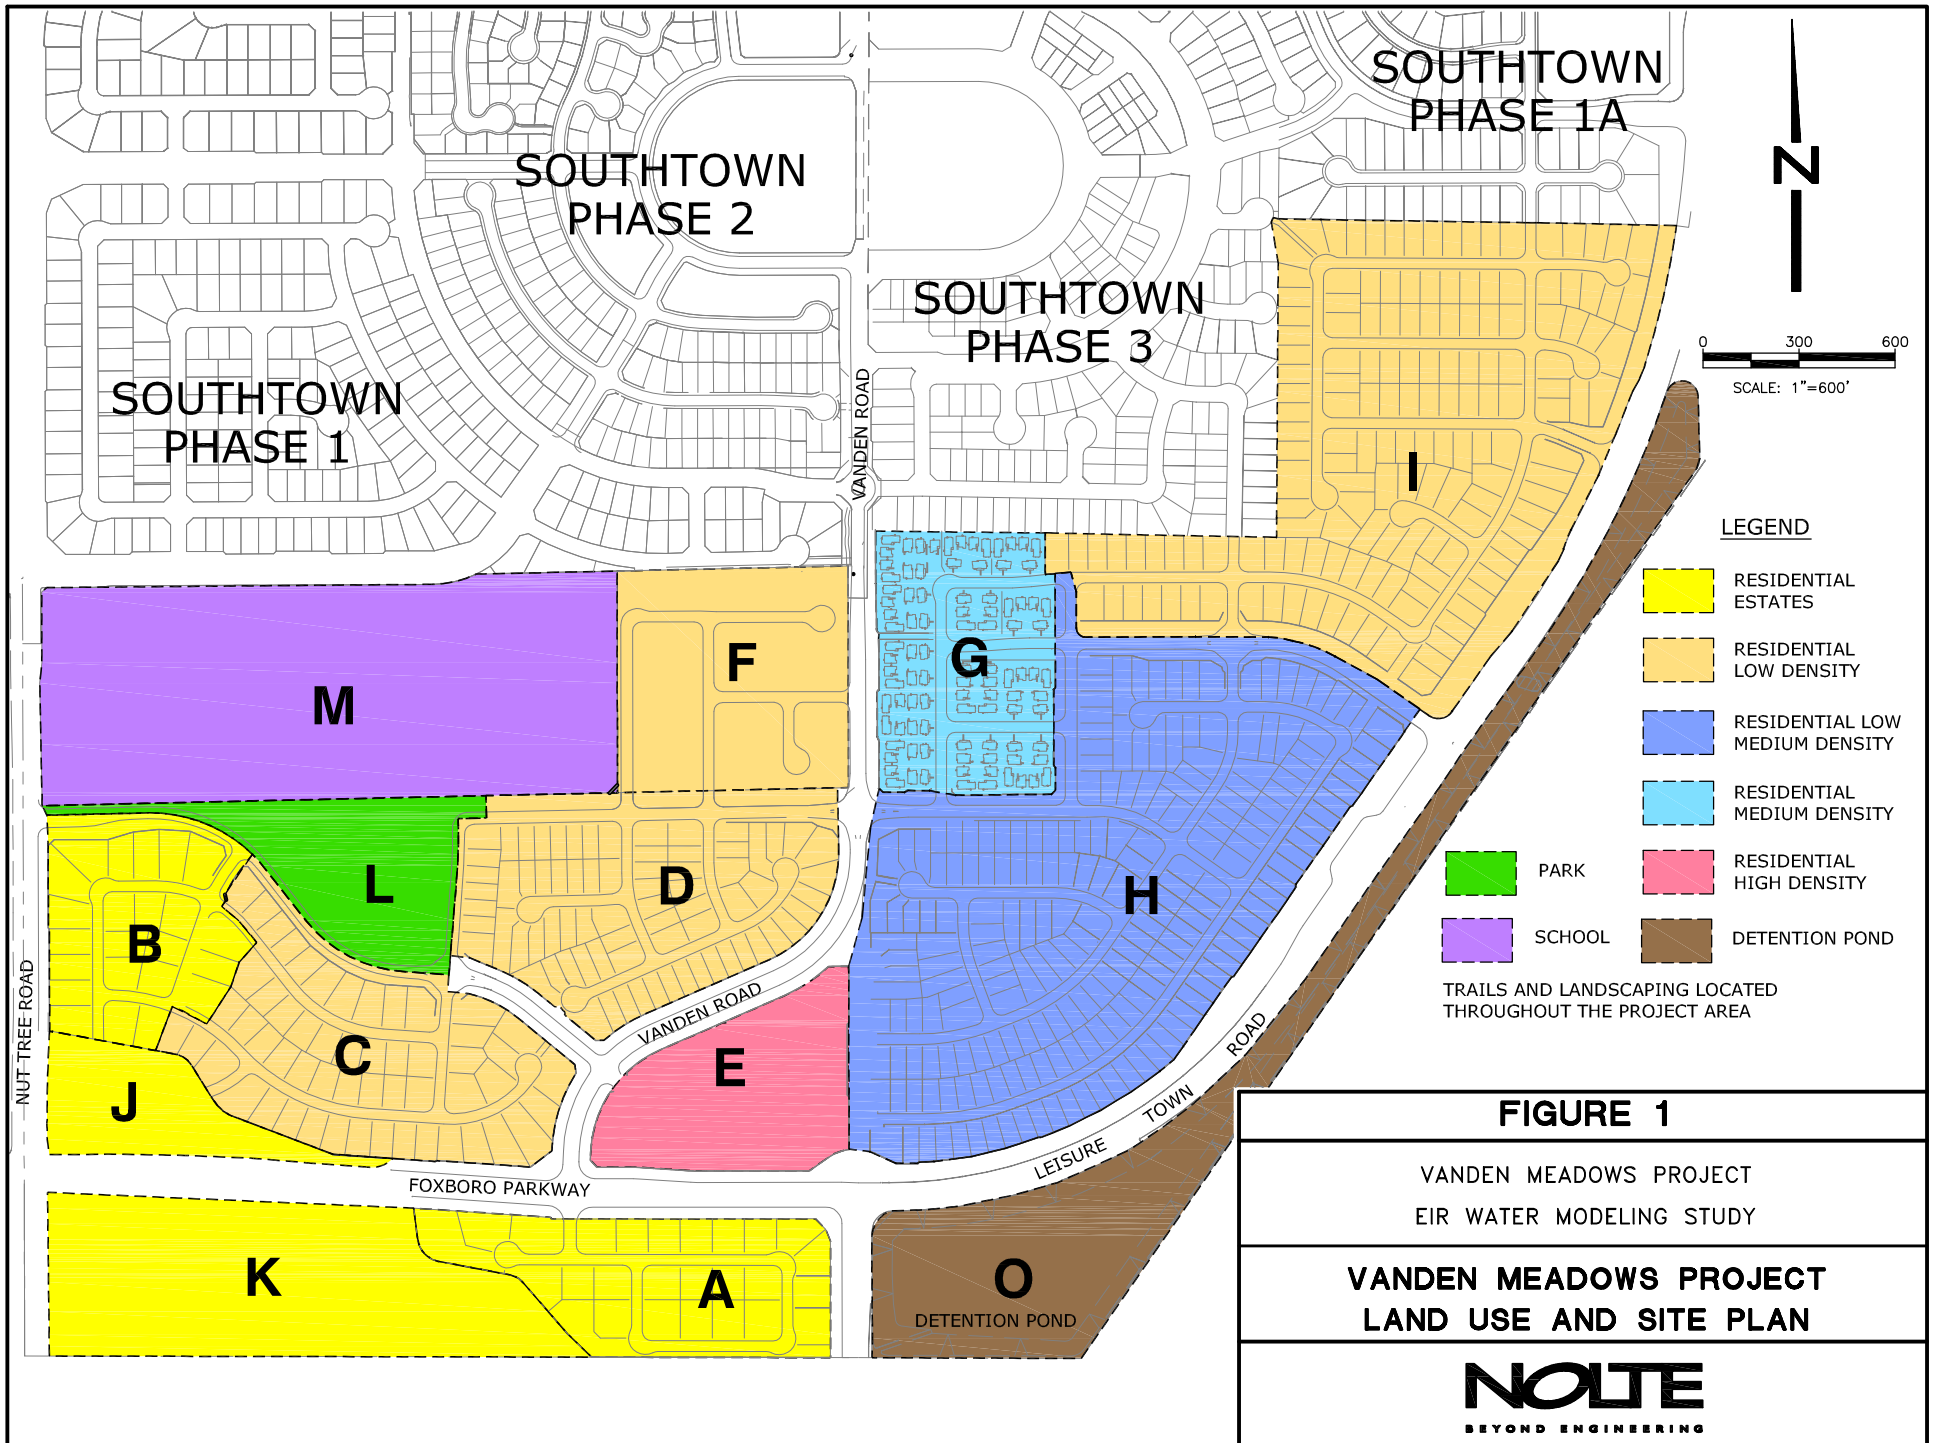 SOUTHTOWN
PHASE 1A
SOUTHTOWN
PHASE 2
N
SOUTHTOWN
PHASE 3
0 300 600
SCALE: 1"=600'
SOUTHTOWN
PHASE 1
VANDEN ROAD
I
LEGEND
RESIDENTIAL
ESTATES
RESIDENTIAL
LOW DENSITY
RESIDENTIAL LOW
MEDIUM DENSITY
RESIDENTIAL
MEDIUM DENSITY
RESIDENTIAL
HIGH DENSITY
PARK
SCHOOL
DETENTION POND
TRAILS AND LANDSCAPING LOCATED
THROUGHOUT THE PROJECT AREA
F
G
M
L
D
H
B
NUT TREE ROAD
VANDEN ROAD
C
E
J
LEISURE TOWN ROAD
FOXBORO PARKWAY
K
A
O
DETENTION POND
FIGURE 1
VANDEN MEADOWS PROJECT
EIR WATER MODELING STUDY
VANDEN MEADOWS PROJECT
LAND USE AND SITE PLAN
NOLTE
BEYOND ENGINEERING